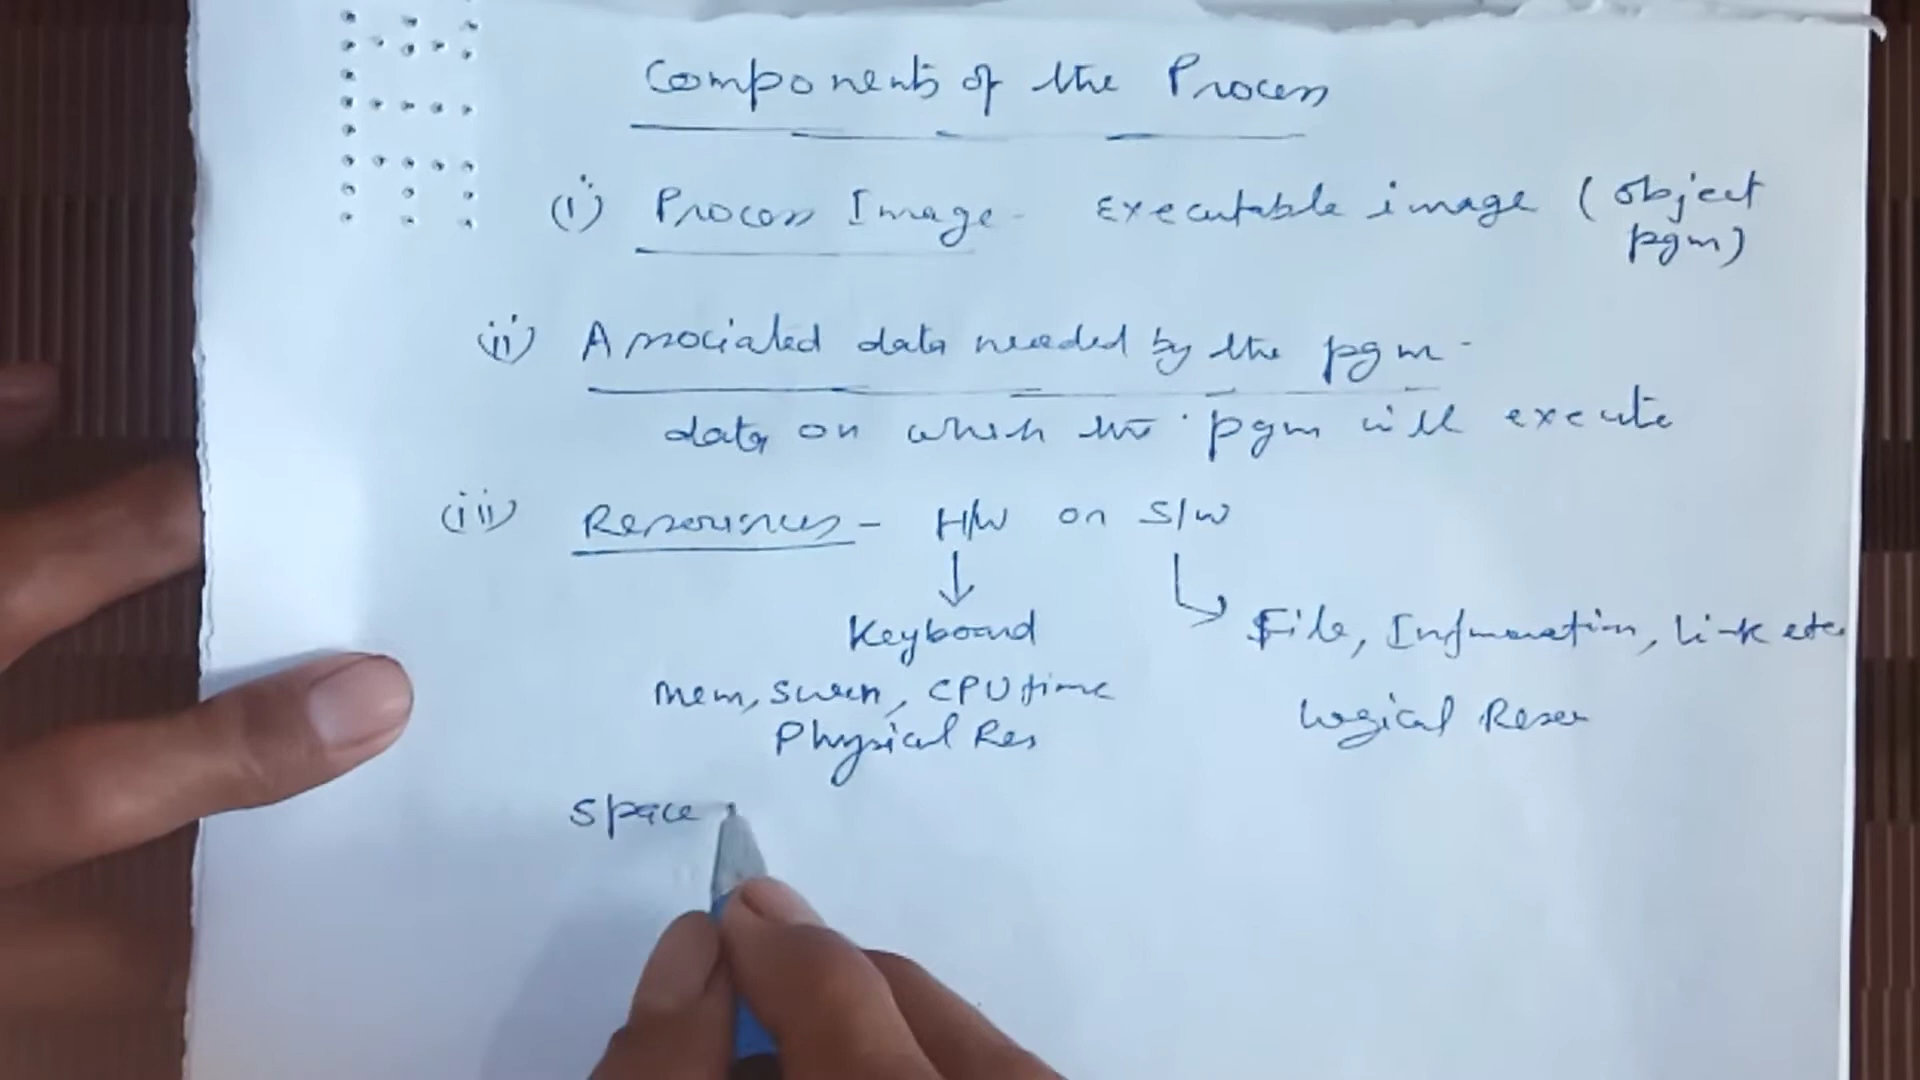 Components of the Process
(i) Process Image - Executable image (object
pgm)
(ii) Associated data needed by the pgm -
data on which the pgm will execute
(iii) Resources - H/W or S/W
Keyboard
Mem, Screen, CPU time
Physical Res
File, Information, Link etc.
Logical Reser
Space